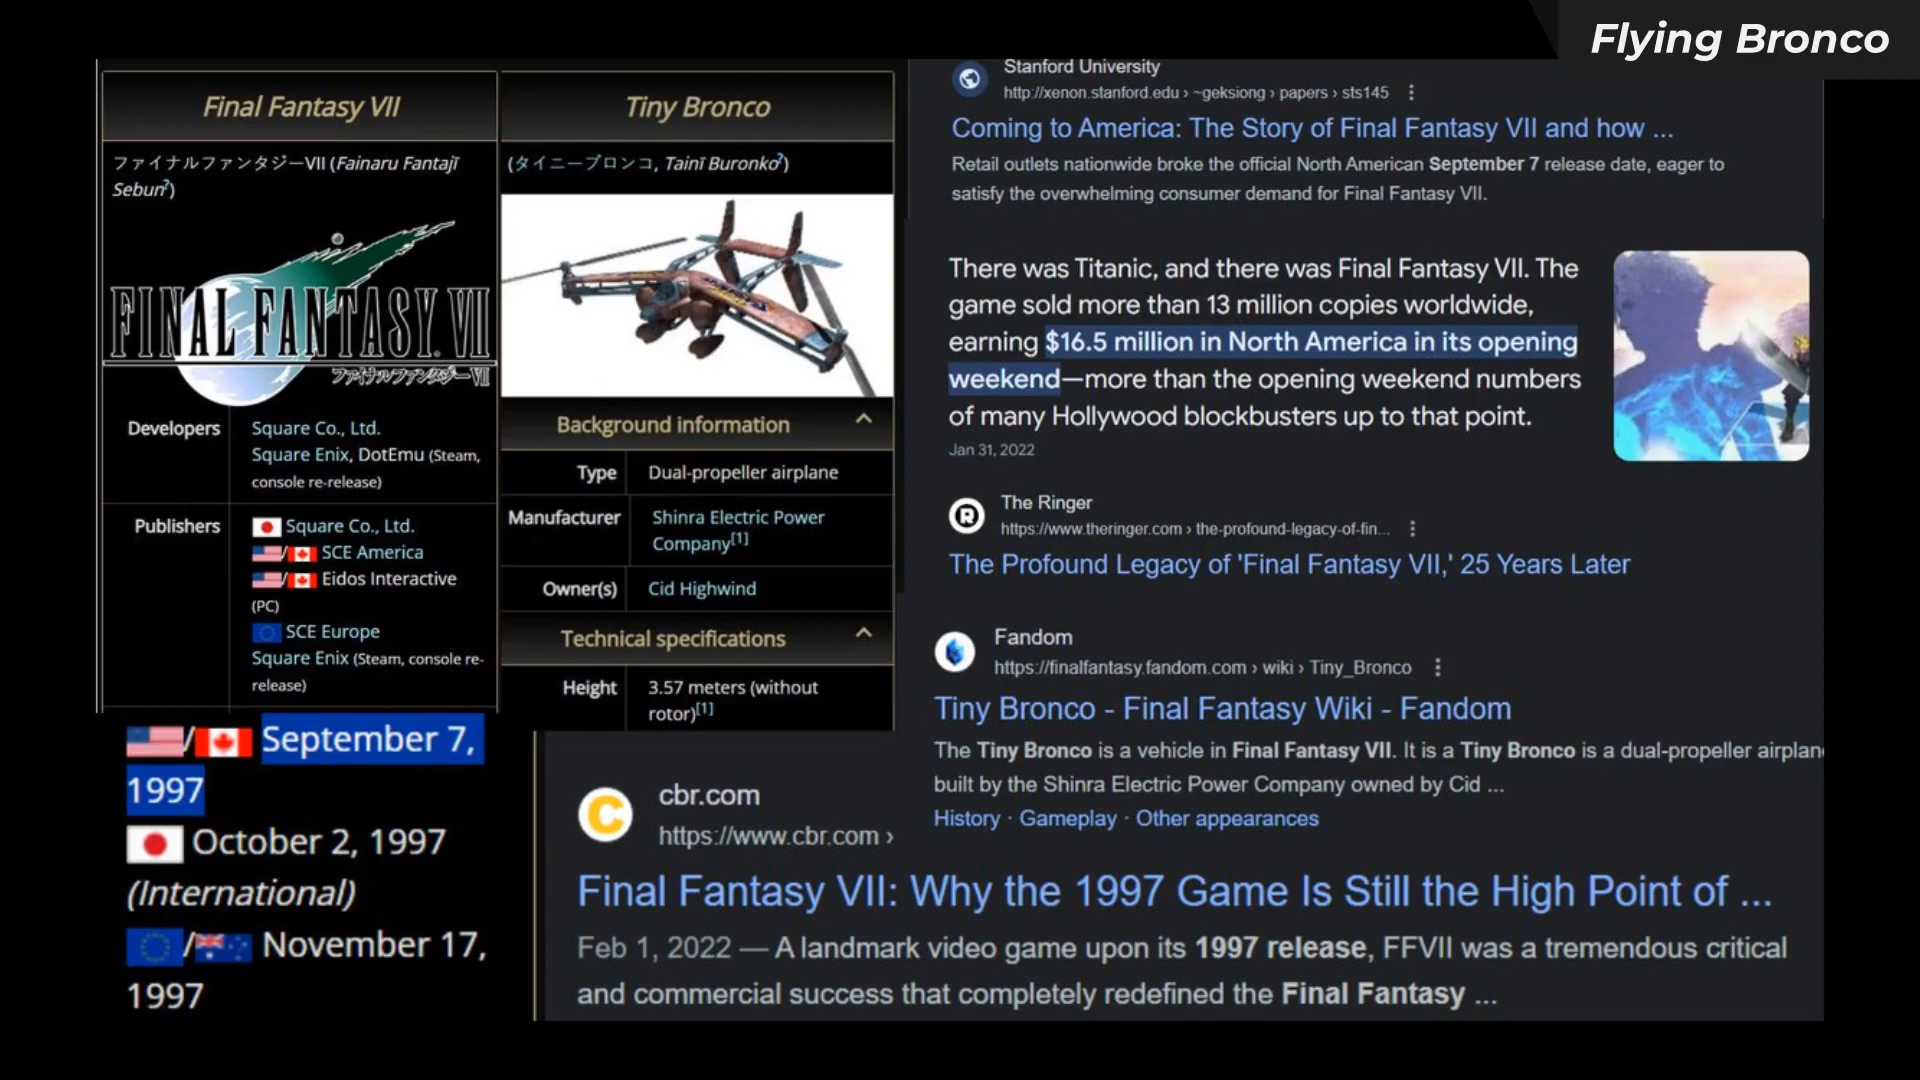 Flying Bronco
Final Fantasy VII
ファイナルファンタジーVII (Fainaru Fantajī
Sebun?)
FINAL FANTASY VII
ファイナルファンタジーVII
Developers
Square Co., Ltd.
Square Enix, DotEmu (Steam,
console re-release)
Publishers
Square Co., Ltd.
/ SCE America
/ Eidos Interactive
(PC)
SCE Europe
Square Enix (Steam, console re-
release)
/ September 7,
1997
October 2, 1997
(International)
/ November 17,
1997
Tiny Bronco
(タイニーブロンコ, Tainī Buronko?)
Background information
Type
Dual-propeller airplane
Manufacturer
Shinra Electric Power
Company[1]
Owner(s)
Cid Highwind
Technical specifications
Height
3.57 meters (without
rotor)[1]
Stanford University
http://xenon.stanford.edu › ~geksiong › papers › sts145
Coming to America: The Story of Final Fantasy VII and how ...
Retail outlets nationwide broke the official North American September 7 release date, eager to
satisfy the overwhelming consumer demand for Final Fantasy VII.
There was Titanic, and there was Final Fantasy VII. The
game sold more than 13 million copies worldwide,
earning $16.5 million in North America in its opening
weekend—more than the opening weekend numbers
of many Hollywood blockbusters up to that point.
Jan 31, 2022
R
The Ringer
https://www.theringer.com › the-profound-legacy-of-fin...
The Profound Legacy of 'Final Fantasy VII,' 25 Years Later
Fandom
https://finalfantasy.fandom.com › wiki › Tiny_Bronco
Tiny Bronco - Final Fantasy Wiki - Fandom
The Tiny Bronco is a vehicle in Final Fantasy VII. It is a Tiny Bronco is a dual-propeller airplan
built by the Shinra Electric Power Company owned by Cid ...
History · Gameplay · Other appearances
C
cbr.com
https://www.cbr.com ›
Final Fantasy VII: Why the 1997 Game Is Still the High Point of ...
Feb 1, 2022 — A landmark video game upon its 1997 release, FFVII was a tremendous critical
and commercial success that completely redefined the Final Fantasy ...